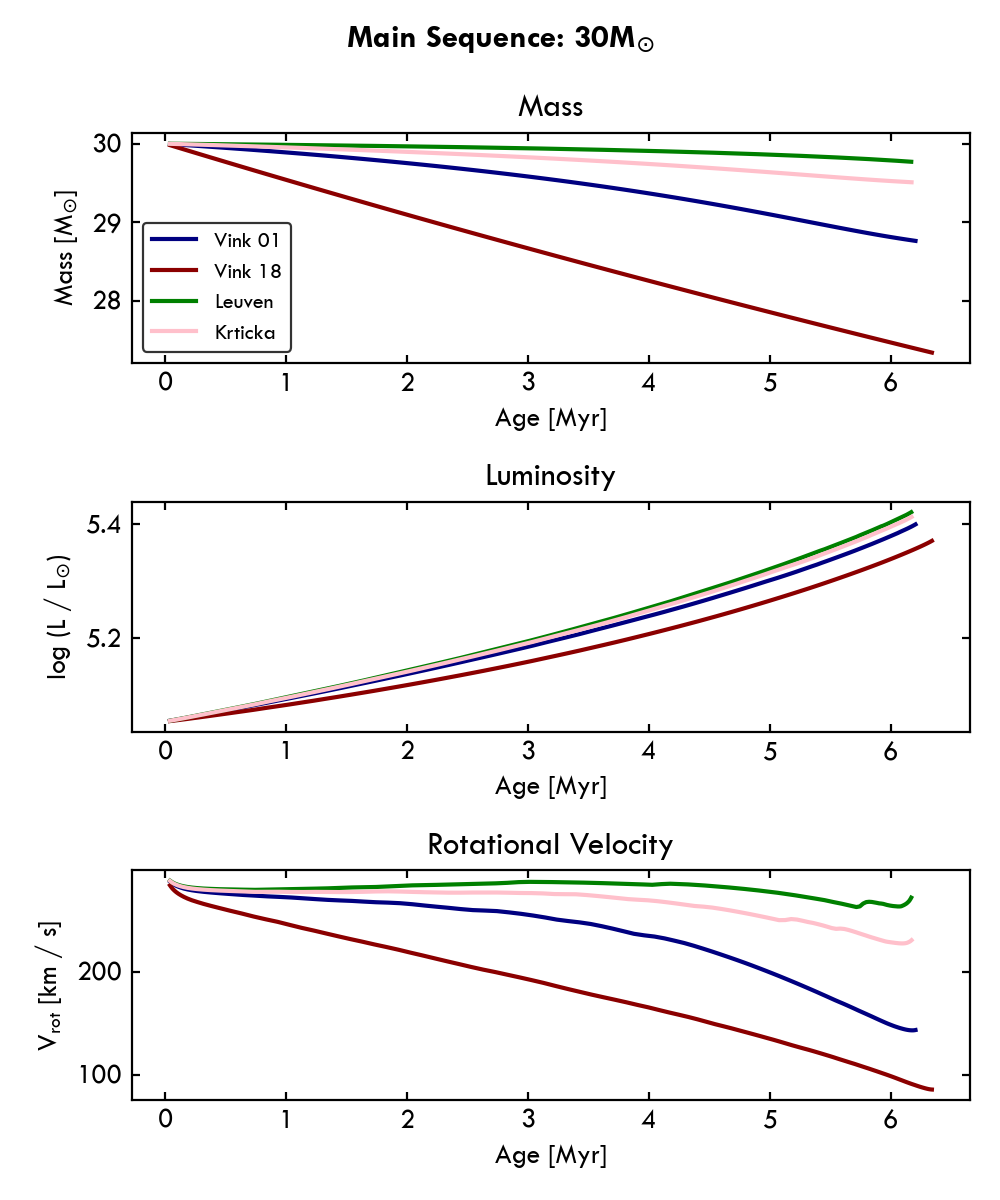 Main Sequence: 30M☉
Mass
Mass [M☉]
30
29
28
Vink 01
Vink 18
Leuven
Krticka
0 1 2 3 4 5 6
Age [Myr]
Luminosity
log (L / L☉)
5.4
5.2
0 1 2 3 4 5 6
Age [Myr]
Rotational Velocity
Vrot [km / s]
200
100
0 1 2 3 4 5 6
Age [Myr]